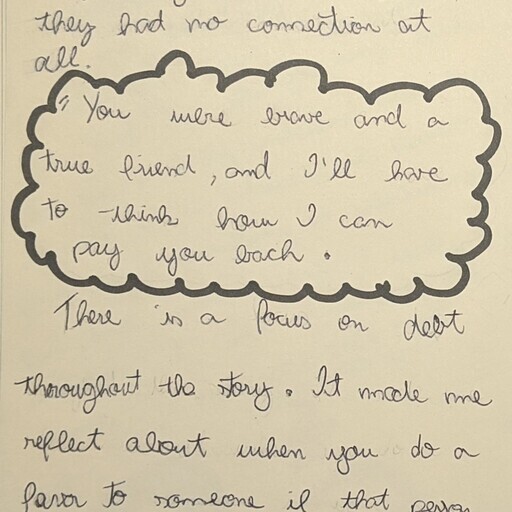 they had no connection at
all.
"You were brave and a
true friend, and I'll have
to think how I can
pay you back.
There is a focus on debt
throughout the story. It made me
reflect about when you do a
favor to someone if that person